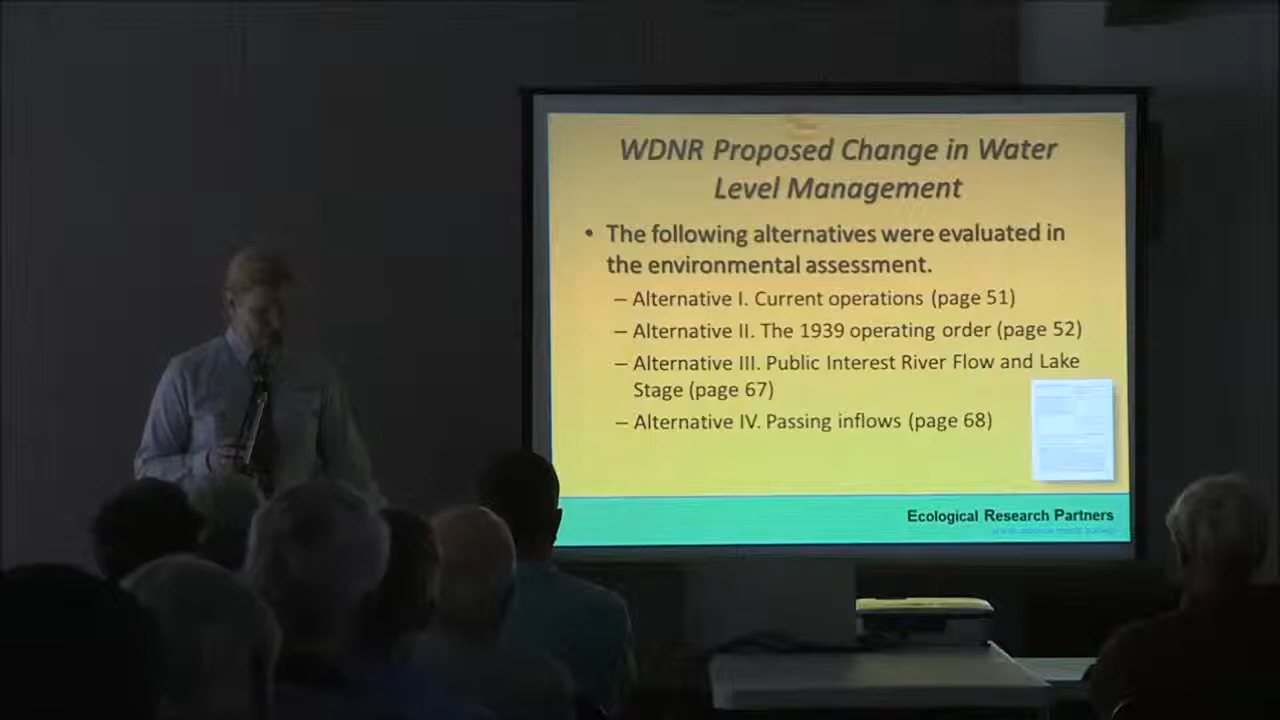 WDNR Proposed Change in Water
Level Management
• The following alternatives were evaluated in
the environmental assessment.
– Alternative I. Current operations (page 51)
– Alternative II. The 1939 operating order (page 52)
– Alternative III. Public Interest River Flow and Lake
Stage (page 67)
– Alternative IV. Passing inflows (page 68)
Ecological Research Partners